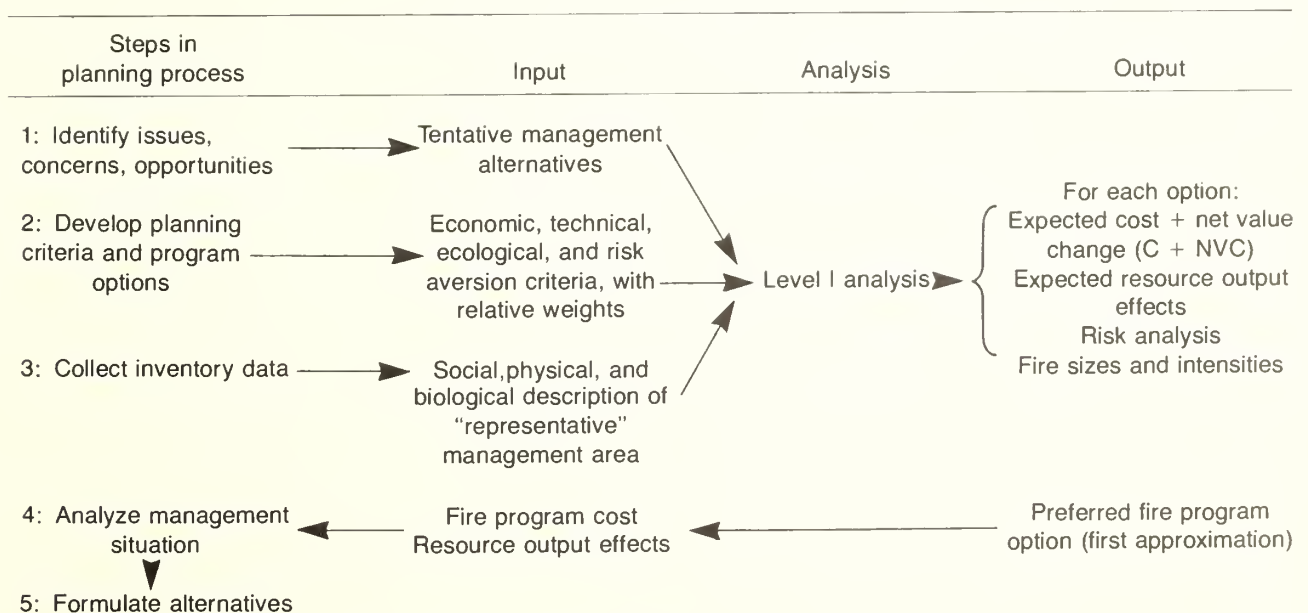 Steps in
planning process
Input
Analysis
Output
1: Identify issues,
concerns, opportunities
Tentative management
alternatives
2: Develop planning
criteria and program
options
Economic, technical,
ecological, and risk
aversion criteria, with
relative weights
3: Collect inventory data
Social,physical, and
biological description of
“representative”
management area
Level I analysis
For each option:
Expected cost + net value
change (C + NVC)
Expected resource output
effects
Risk analysis
Fire sizes and intensities
4: Analyze management
situation
Fire program cost
Resource output effects
Preferred fire program
option (first approximation)
5: Formulate alternatives